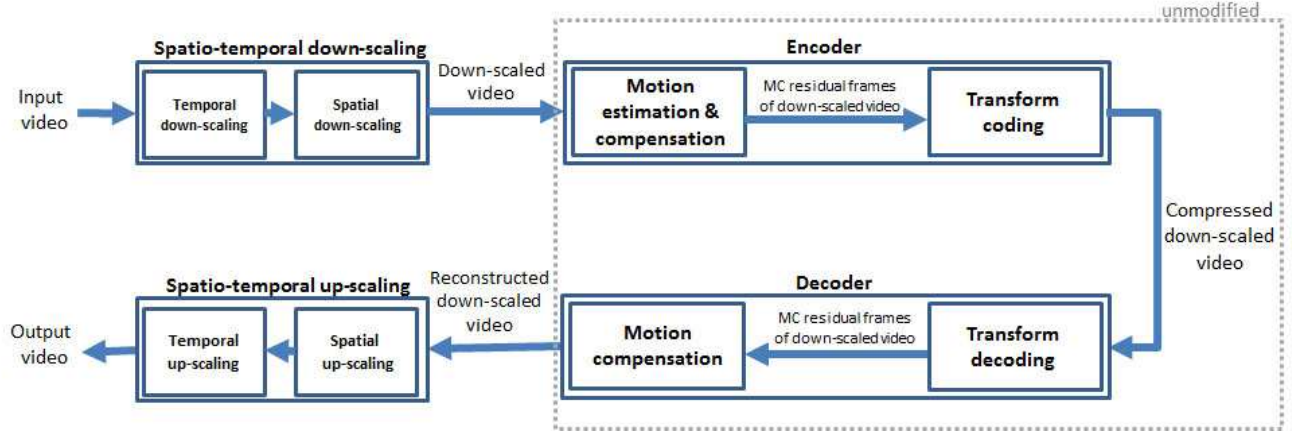 unmodified
Spatio-temporal down-scaling
Encoder
Input
video
Temporal
down-scaling
Spatial
down-scaling
Down-scaled
video
Motion
estimation &
compensation
MC residual frames
of down-scaled video
Transform
coding
Compressed
down-scaled
video
Spatio-temporal up-scaling
Decoder
Output
video
Temporal
up-scaling
Spatial
up-scaling
Reconstructed
down-scaled
video
Motion
compensation
MC residual frames
of down-scaled video
Transform
decoding